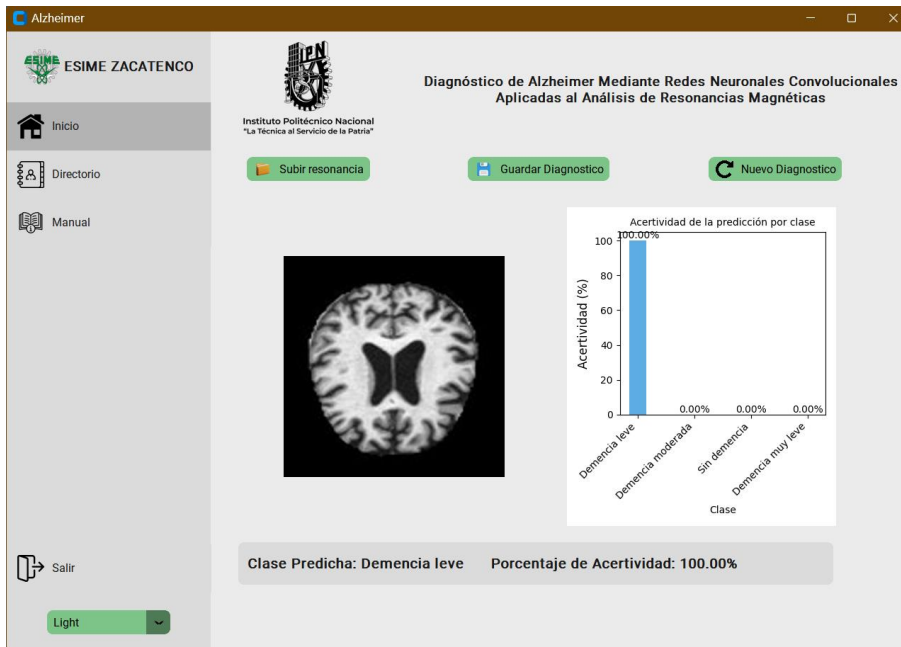 Alzheimer
ESIME
ESIME ZACATENCO
Inicio
Directorio
Manual
Salir
Light
IPN
Instituto Politécnico Nacional
"La Técnica al Servicio de la Patria"
Diagnóstico de Alzheimer Mediante Redes Neuronales Convolucionales
Aplicadas al Análisis de Resonancias Magnéticas
Subir resonancia
Guardar Diagnostico
Nuevo Diagnostico
Acertividad de la predicción por clase
Acertividad (%)
100
80
60
40
20
0
100.00%
0.00%
0.00%
0.00%
Demencia leve
Demencia moderada
Sin demencia
Demencia muy leve
Clase
Clase Predicha: Demencia leve Porcentaje de Acertividad: 100.00%